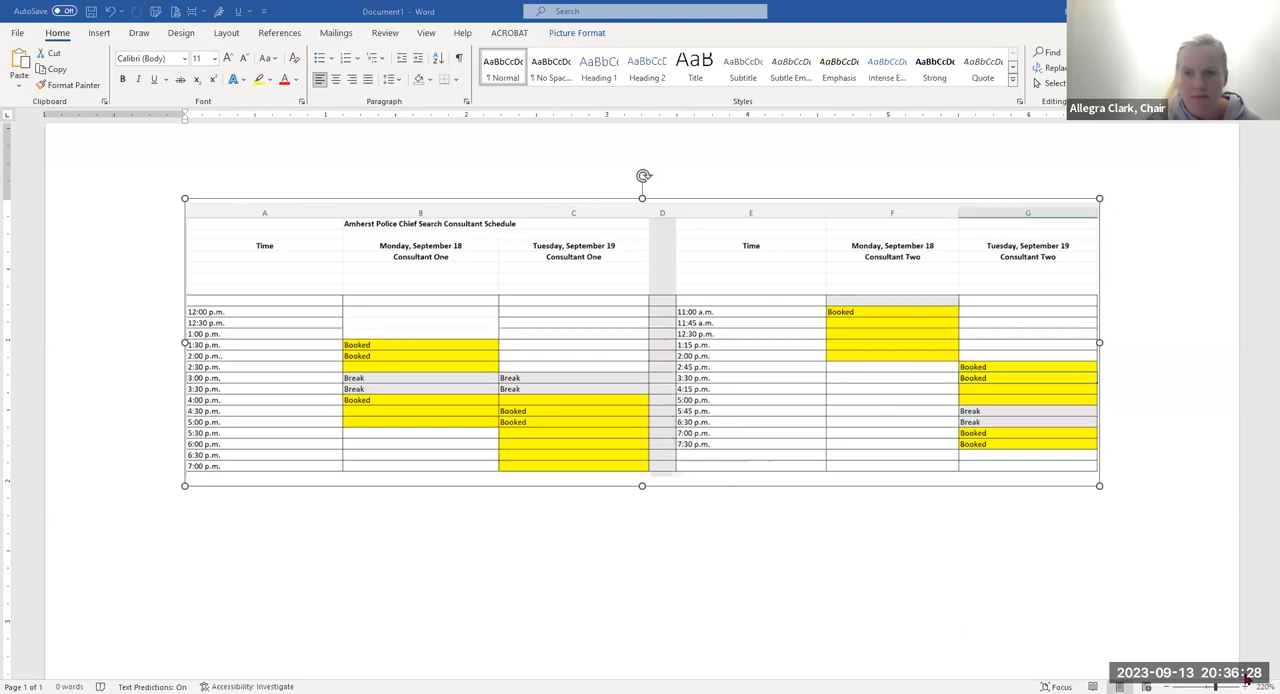 AutoSave Off Document1 - Word Search
File Home Insert Draw Design Layout References Mailings Review View Help ACROBAT Picture Format
Paste Cut Copy Format Painter
Calibri (Body) 11
AaBbCcDc AaBbCcDc AaBbCc AaBbCcC AaB AaBbCcD AaBbCcDc AaBbCcDc AaBbCcDc AaBbCcDc AaBbCcDc
¶ Normal ¶ No Spac... Heading 1 Heading 2 Title Subtitle Subtle Em... Emphasis Intense E... Strong Quote
Find
Clipboard Font Paragraph Styles Editing
Allegra Clark, Chair
A B C D E F G
Amherst Police Chief Search Consultant Schedule
Time Monday, September 18 Tuesday, September 19 Time Monday, September 18 Tuesday, September 19
Consultant One Consultant One Consultant Two Consultant Two
12:00 p.m. 11:00 a.m. Booked
12:30 p.m. 11:45 a.m.
1:00 p.m. 12:30 p.m.
1:30 p.m. Booked 1:15 p.m.
2:00 p.m.. Booked 2:00 p.m.
2:30 p.m. 2:45 p.m. Booked
3:00 p.m. Break Break 3:30 p.m. Booked
3:30 p.m. Break Break 4:15 p.m.
4:00 p.m. Booked 5:00 p.m.
4:30 p.m. Booked 5:45 p.m. Break
5:00 p.m. Booked 6:30 p.m. Break
5:30 p.m. 7:00 p.m. Booked
6:00 p.m. 7:30 p.m. Booked
6:30 p.m.
7:00 p.m.
2023-09-13 20:36:28
Page 1 of 1 0 words Text Predictions: On Accessibility: Investigate Focus 220%